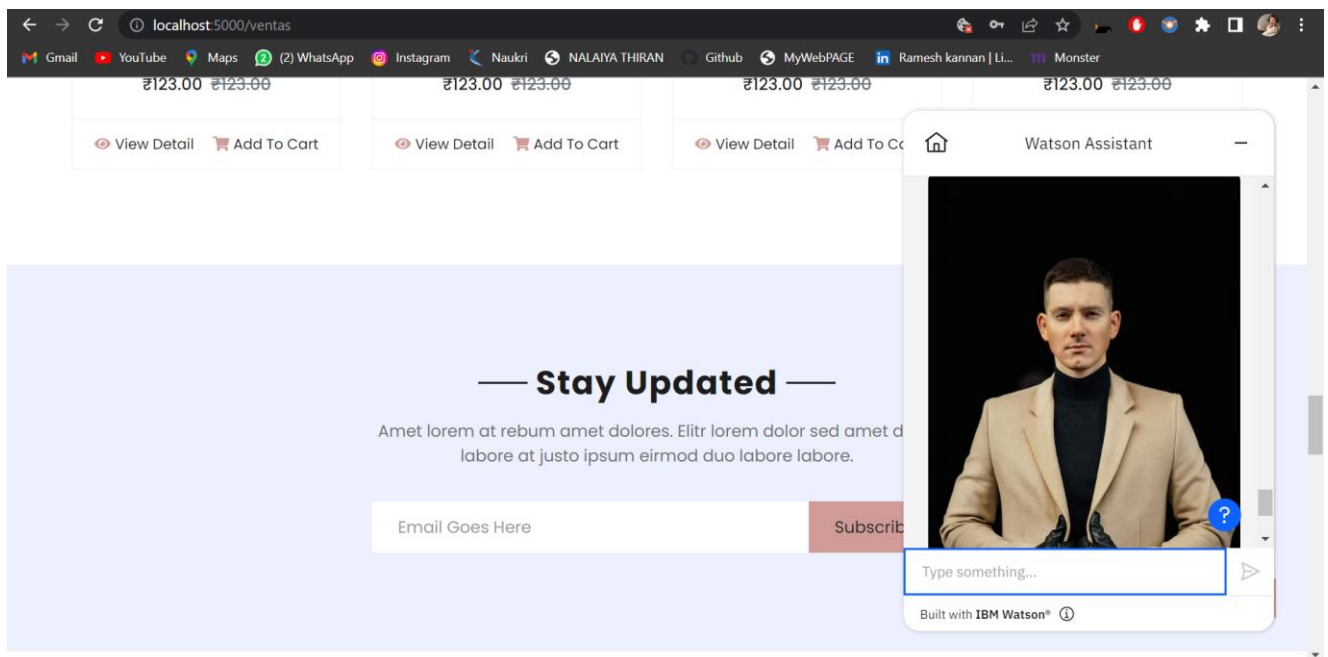 localhost:5000/ventas
Gmail YouTube Maps (2) WhatsApp Instagram Naukri NALAIYA THIRAN Github MyWebPAGE Ramesh kannan | Li... Monster
₹123.00 ₹123.00 ₹123.00 ₹123.00 ₹123.00 ₹123.00 ₹123.00 ₹123.00
View Detail Add To Cart View Detail Add To Cart View Detail Add To Ca
Watson Assistant
Stay Updated
Amet lorem at rebum amet dolores. Elitr lorem dolor sed amet d
labore at justo ipsum eirmod duo labore labore.
Email Goes Here Subscrib
?
Type something...
Built with IBM Watson®